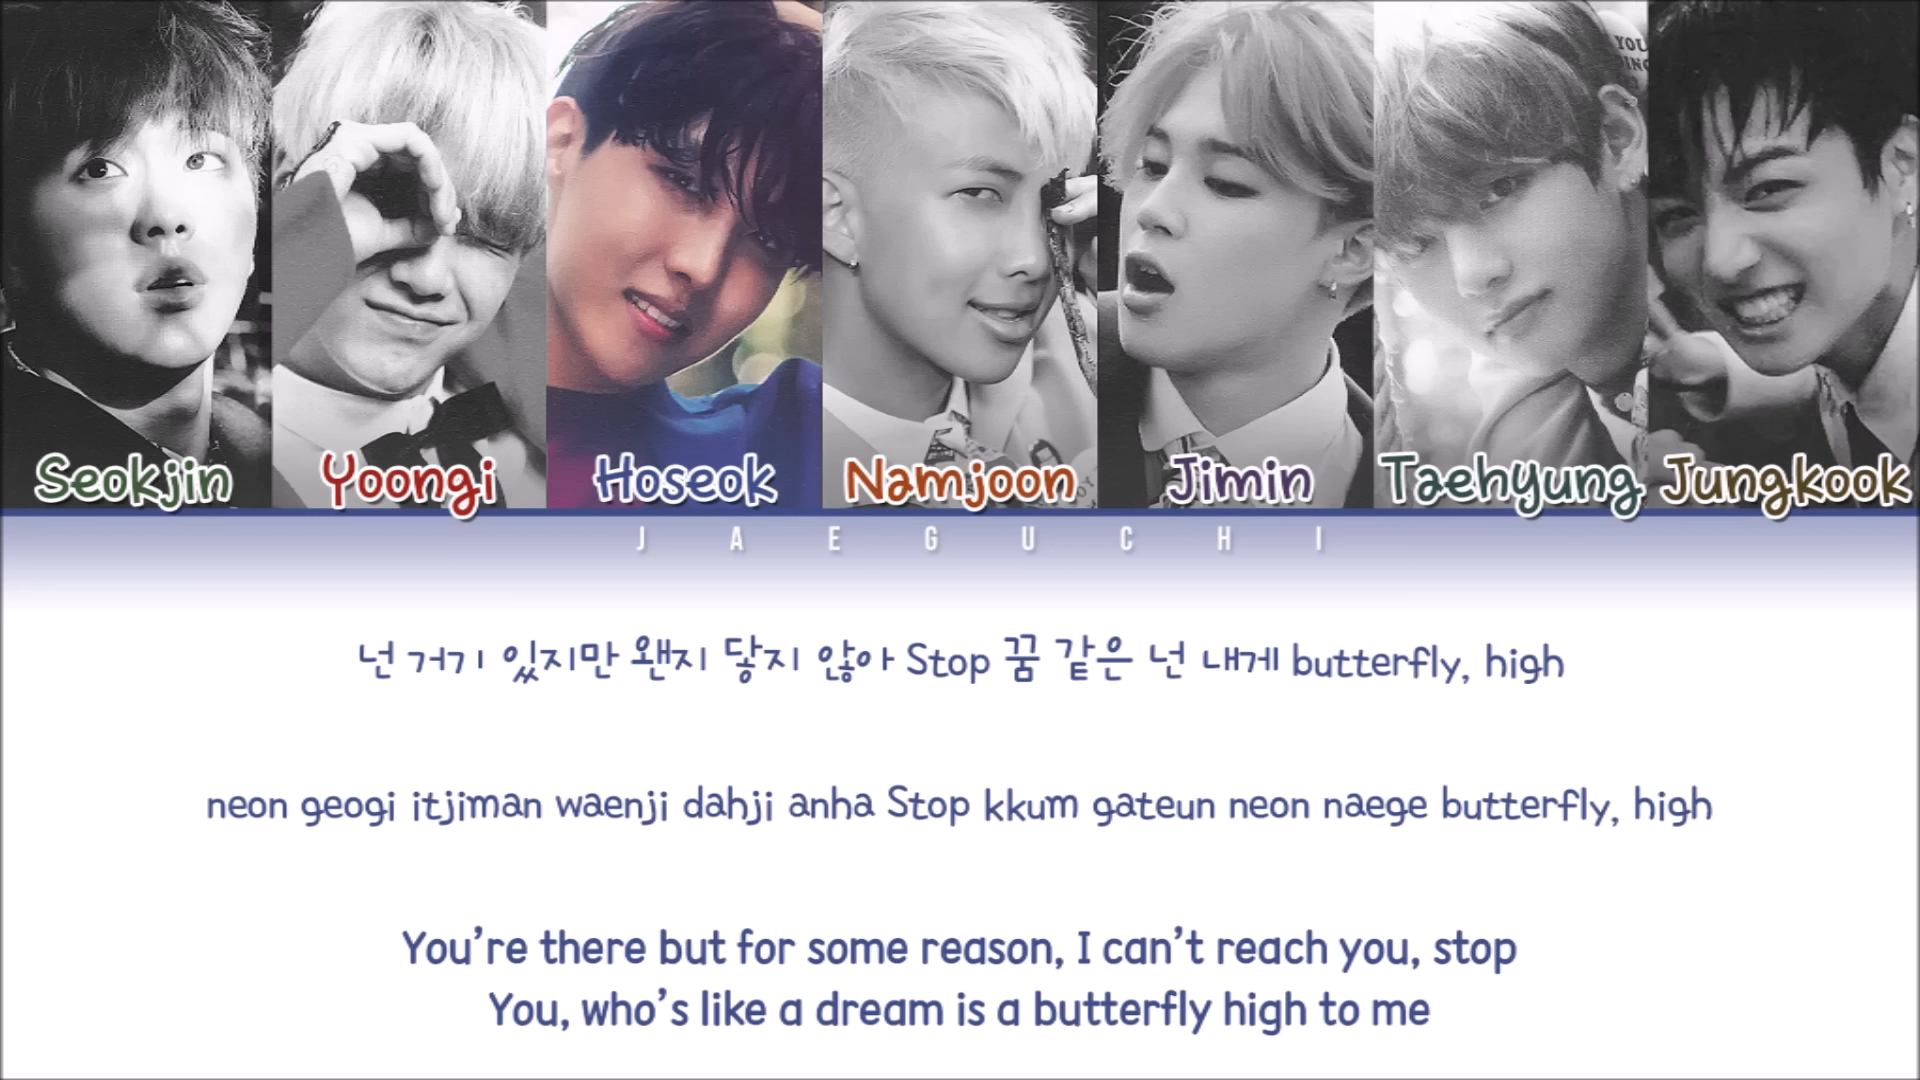 YOU
Seokjin Yoongi Hoseok Namjoon Jimin Taehyung Jungkook
JAEGUCHI
넌 거기 있지만 왠지 닿지 않아 Stop 꿈 같은 넌 내게 butterfly, high
neon geogi itjiman waenji dahji anha Stop kkum gateun neon naege butterfly, high
You're there but for some reason, I can't reach you, stop
You, who's like a dream is a butterfly high to me